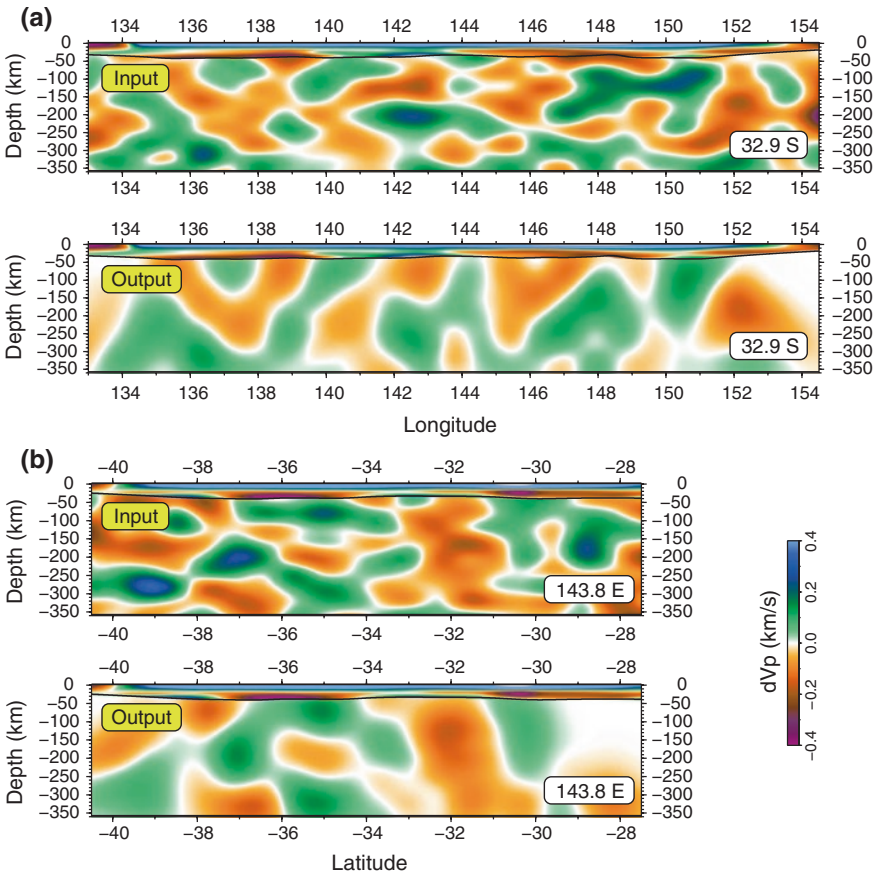 (a)
134 136 138 140 142 144 146 148 150 152 154
0 0
−50 −50
−100 −100
−150 −150
−200 −200
−250 −250
−300 −300
−350 −350
Depth (km)
Input
32.9 S
134 136 138 140 142 144 146 148 150 152 154
134 136 138 140 142 144 146 148 150 152 154
0 0
−50 −50
−100 −100
−150 −150
−200 −200
−250 −250
−300 −300
−350 −350
Depth (km)
Output
32.9 S
134 136 138 140 142 144 146 148 150 152 154
Longitude
(b)
−40 −38 −36 −34 −32 −30 −28
0 0
−50 −50
−100 −100
−150 −150
−200 −200
−250 −250
−300 −300
−350 −350
Depth (km)
Input
143.8 E
−40 −38 −36 −34 −32 −30 −28
−40 −38 −36 −34 −32 −30 −28
0 0
−50 −50
−100 −100
−150 −150
−200 −200
−250 −250
−300 −300
−350 −350
Depth (km)
Output
143.8 E
−40 −38 −36 −34 −32 −30 −28
Latitude
dVp (km/s)
0.4
0.2
0.0
−0.2
−0.4